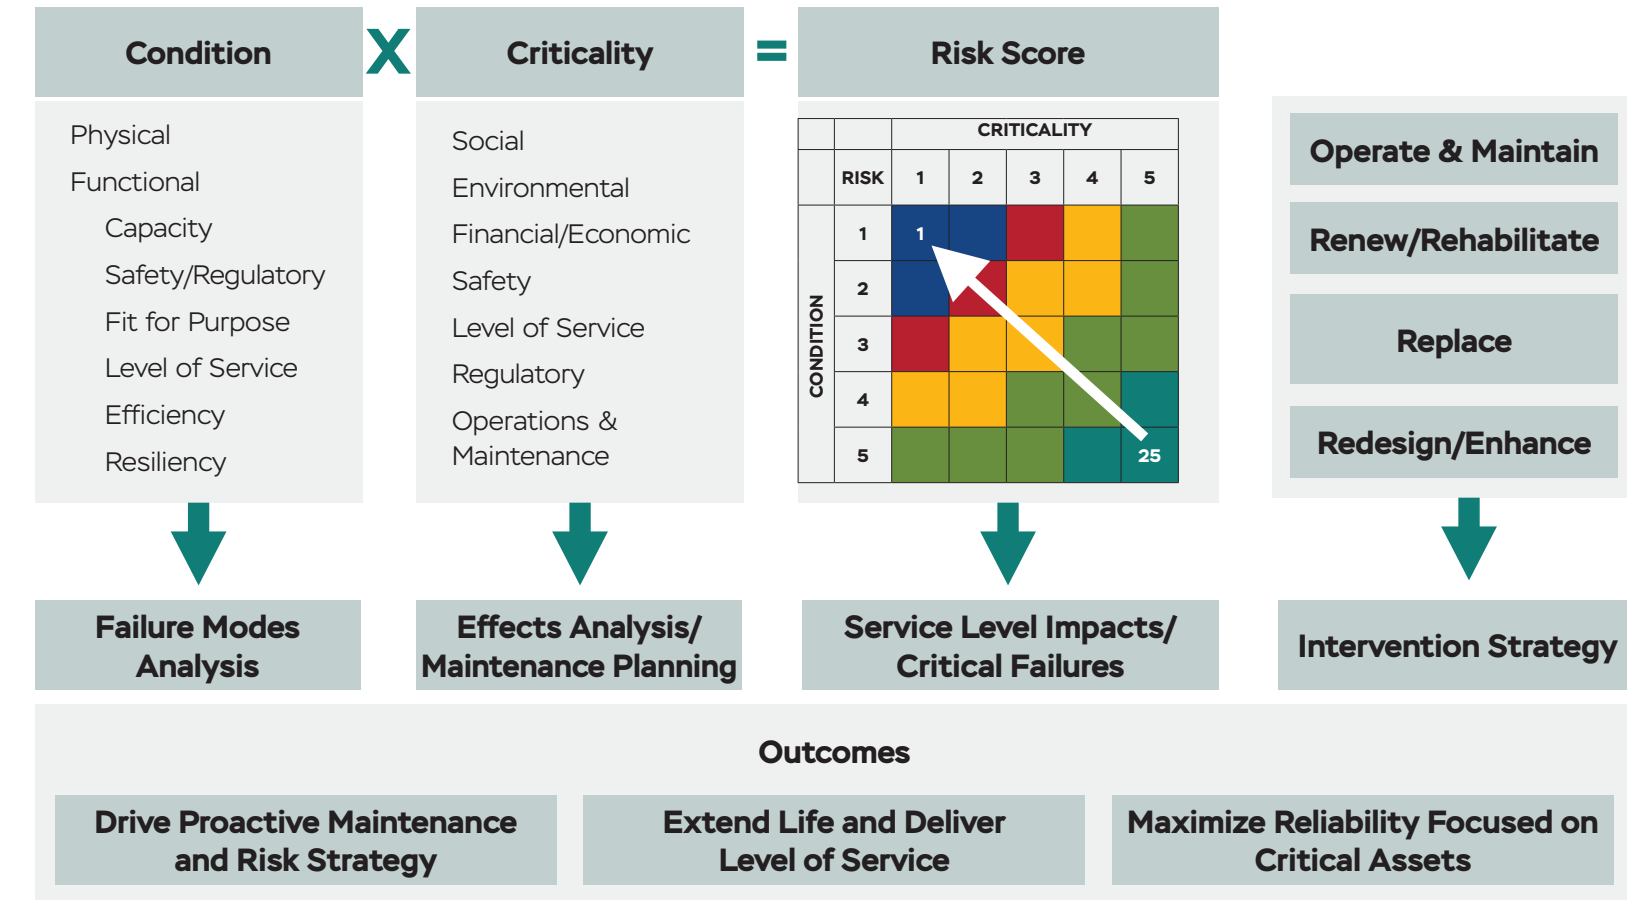 Condition
X
Criticality
=
Risk Score
Physical
Functional
Capacity
Safety/Regulatory
Fit for Purpose
Level of Service
Efficiency
Resiliency
Social
Environmental
Financial/Economic
Safety
Level of Service
Regulatory
Operations &
Maintenance
CRITICALITY
RISK 1 2 3 4 5
CONDITION
1 1
2
3
4
5 25
Operate & Maintain
Renew/Rehabilitate
Replace
Redesign/Enhance
Failure Modes
Analysis
Effects Analysis/
Maintenance Planning
Service Level Impacts/
Critical Failures
Intervention Strategy
Outcomes
Drive Proactive Maintenance
and Risk Strategy
Extend Life and Deliver
Level of Service
Maximize Reliability Focused on
Critical Assets